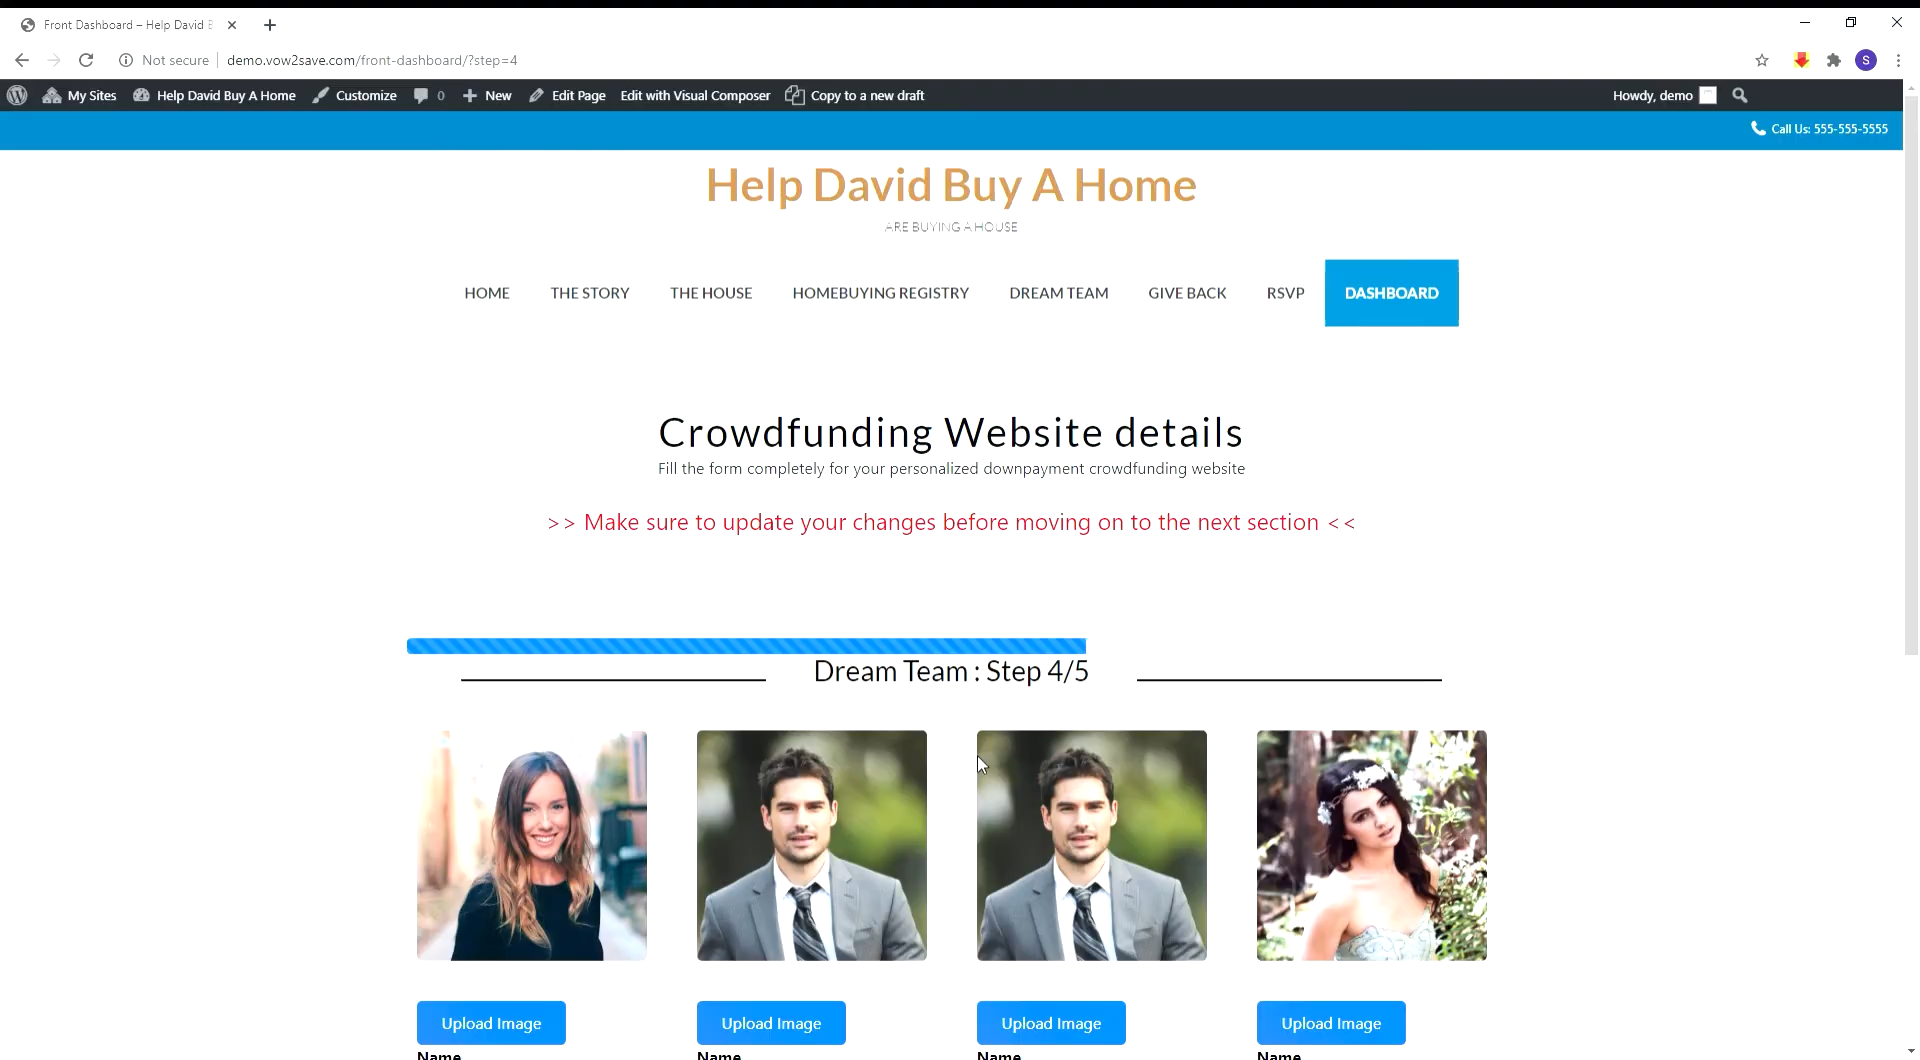 Front Dashboard – Help David B
Not secure
demo.vow2save.com/front-dashboard/?step=4
S
My Sites
Help David Buy A Home
Customize
0
New
Edit Page
Edit with Visual Composer
Copy to a new draft
Howdy, demo
Call Us: 555-555-5555
Help David Buy A Home
ARE BUYING A HOUSE
HOME
THE STORY
THE HOUSE
HOMEBUYING REGISTRY
DREAM TEAM
GIVE BACK
RSVP
DASHBOARD
Crowdfunding Website details
Fill the form completely for your personalized downpayment crowdfunding website
>> Make sure to update your changes before moving on to the next section <<
Dream Team : Step 4/5
Upload Image
Upload Image
Upload Image
Upload Image
Name
Name
Name
Name